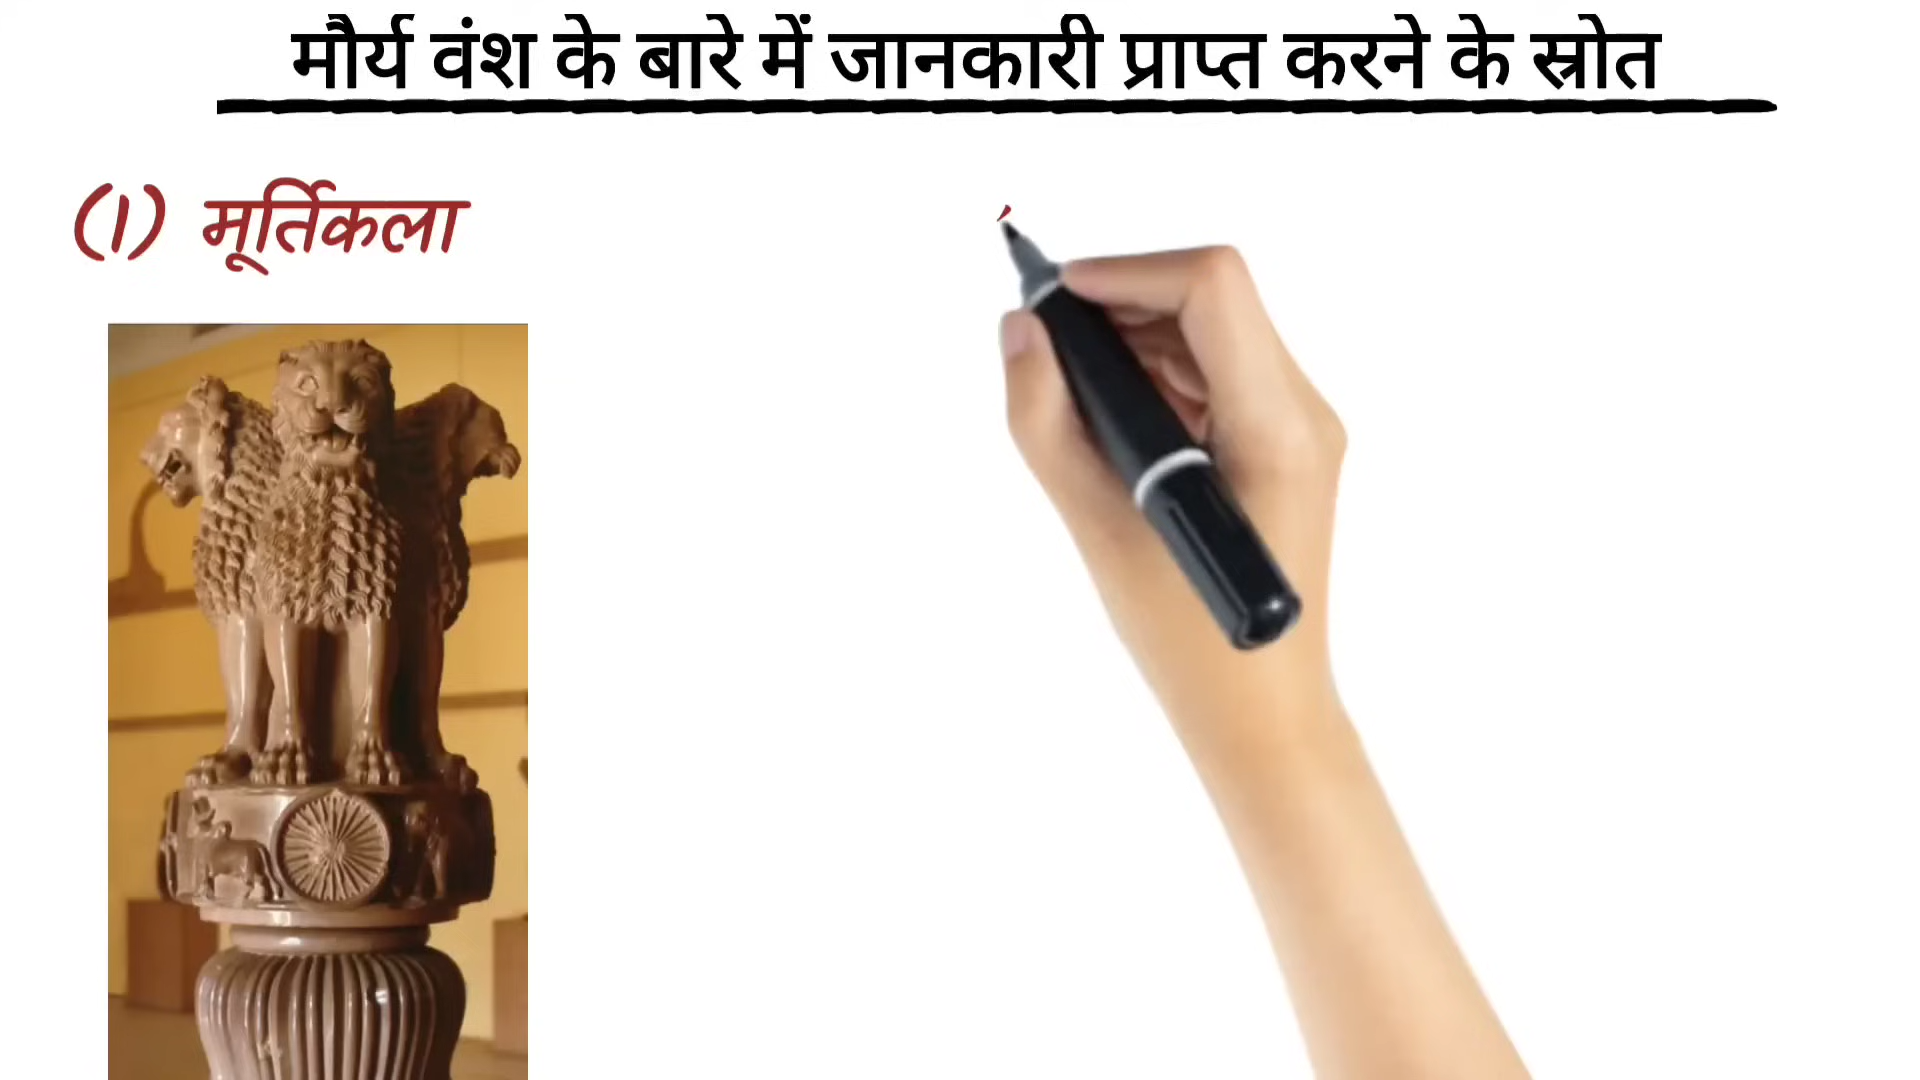 मौर्य वंश के बारे में जानकारी प्राप्त करने के स्रोत
(1) मूर्तिकला